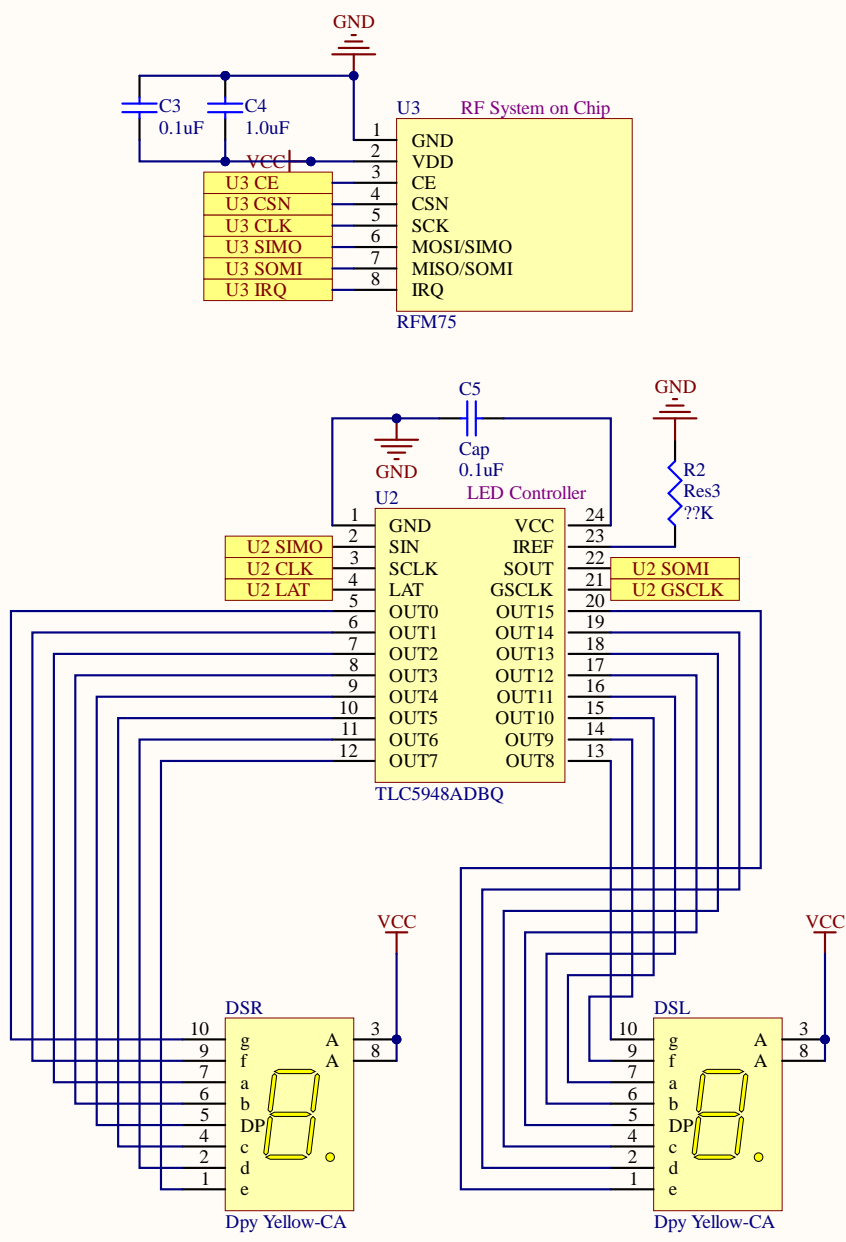 GND
C3
0.1uF
C4
1.0uF
VCC
U3
RF System on Chip
1 GND
2 VDD
U3 CE 3 CE
U3 CSN 4 CSN
U3 CLK 5 SCK
U3 SIMO 6 MOSI/SIMO
U3 SOMI 7 MISO/SOMI
U3 IRQ 8 IRQ
RFM75
C5
Cap
0.1uF
GND
GND
R2
Res3
??K
U2
LED Controller
1 GND VCC 24
U2 SIMO 2 SIN IREF 23
U2 CLK 3 SCLK SOUT 22 U2 SOMI
U2 LAT 4 LAT GSCLK 21 U2 GSCLK
5 OUT0 OUT15 20
6 OUT1 OUT14 19
7 OUT2 OUT13 18
8 OUT3 OUT12 17
9 OUT4 OUT11 16
10 OUT5 OUT10 15
11 OUT6 OUT9 14
12 OUT7 OUT8 13
TLC5948ADBQ
VCC
DSR
10 g A 3
9 f A 8
7 a
6 b
5 DP
4 c
2 d
1 e
Dpy Yellow-CA
VCC
DSL
10 g A 3
9 f A 8
7 a
6 b
5 DP
4 c
2 d
1 e
Dpy Yellow-CA